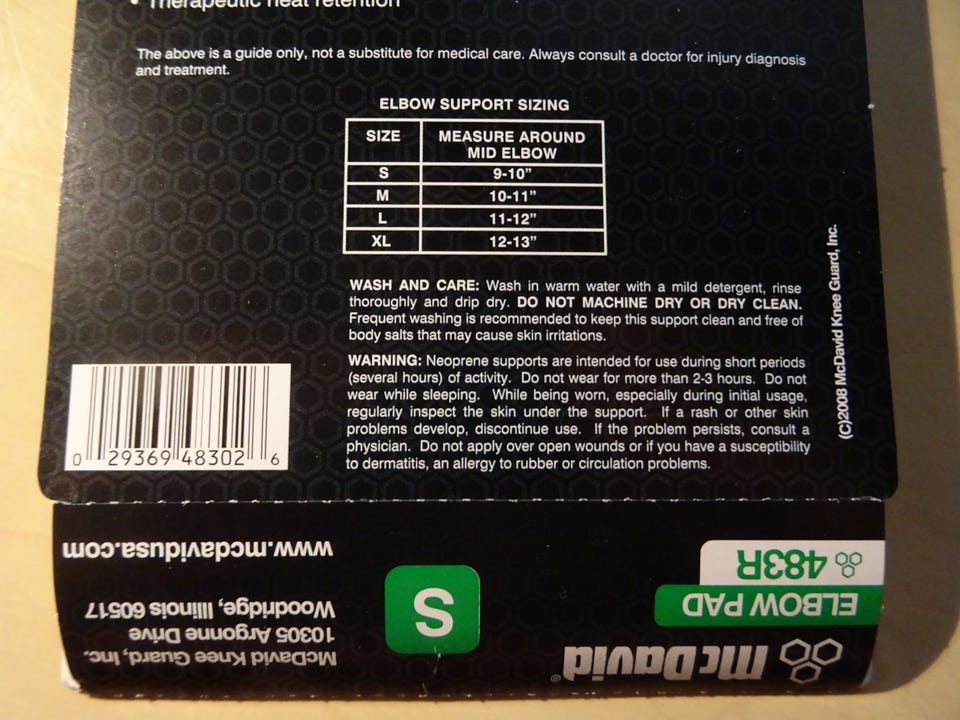 • Therapeutic heat retention
The above is a guide only, not a substitute for medical care. Always consult a doctor for injury diagnosis
and treatment.
ELBOW SUPPORT SIZING
SIZE MEASURE AROUND
MID ELBOW
S 9-10”
M 10-11”
L 11-12”
XL 12-13”
WASH AND CARE: Wash in warm water with a mild detergent, rinse
thoroughly and drip dry. DO NOT MACHINE DRY OR DRY CLEAN.
Frequent washing is recommended to keep this support clean and free of
body salts that may cause skin irritations.
WARNING: Neoprene supports are intended for use during short periods
(several hours) of activity. Do not wear for more than 2-3 hours. Do not
wear while sleeping. While being worn, especially during initial usage,
regularly inspect the skin under the support. If a rash or other skin
problems develop, discontinue use. If the problem persists, consult a
physician. Do not apply over open wounds or if you have a susceptibility
to dermatitis, an allergy to rubber or circulation problems.
(C)2008 McDavid Knee Guard, Inc.
0 29369 48302 6
McDavid®
ELBOW PAD
483R
S
McDavid Knee Guard, Inc.
10305 Argonne Drive
Woodridge, Illinois 60517
www.mcdavidusa.com